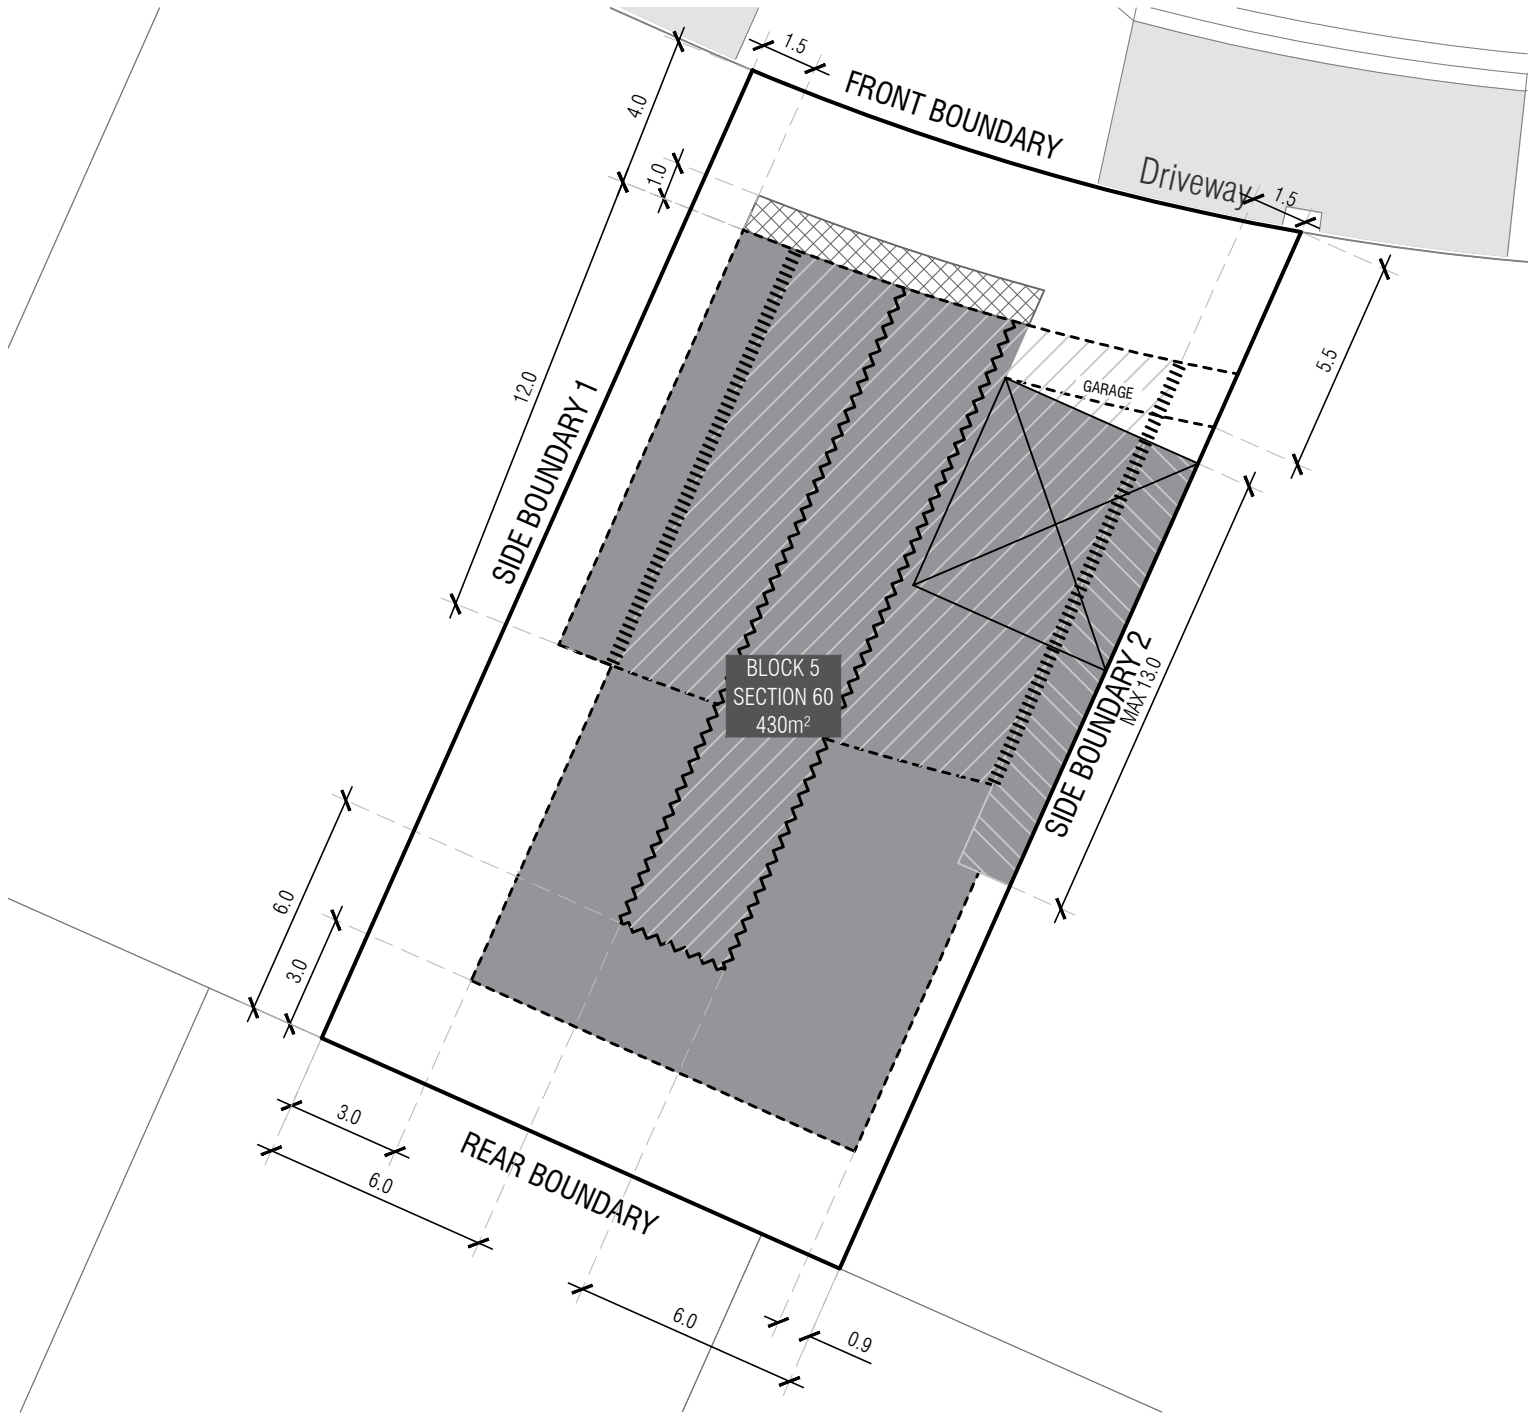 1.5
FRONT BOUNDARY
4.0
1.0
Driveway
1.5
5.5
12.0
GARAGE
SIDE BOUNDARY 1
BLOCK 5
SECTION 60
430m²
SIDE BOUNDARY 2
MAX 13.0
6.0
3.0
3.0
6.0
REAR BOUNDARY
6.0
0.9